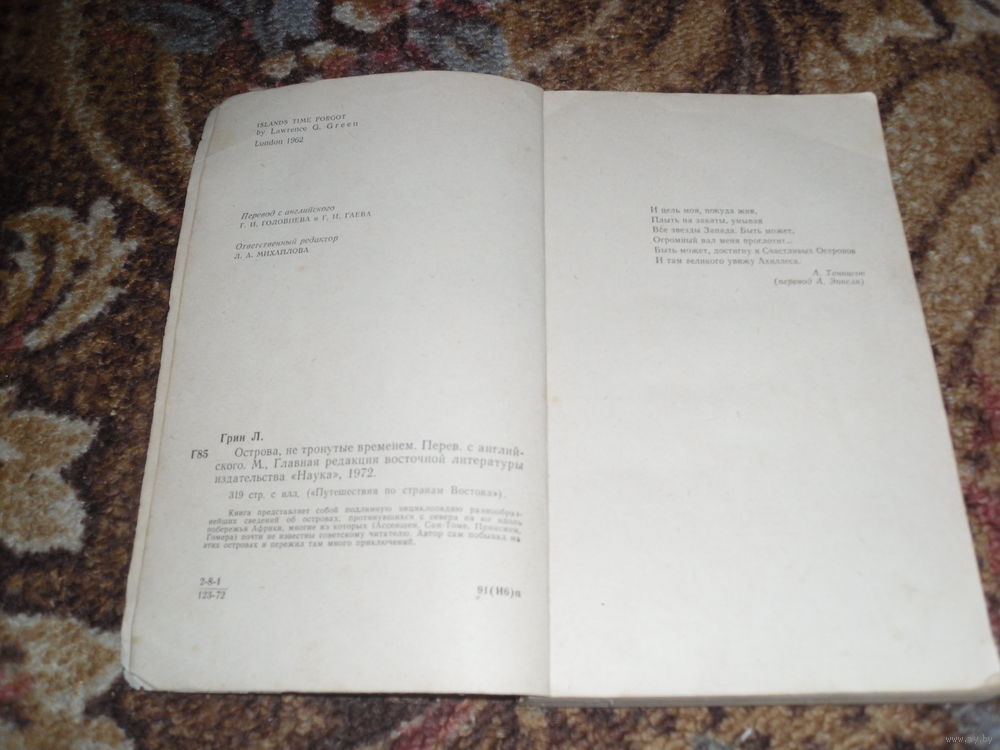 ISLANDS TIME FORGOT
by Lawrence G. Green
London 1962
Перевод с английского
Г. И. ГОЛОВНЕВА и Г. И. ГАЕВА
Ответственный редактор
Л. А. МИХАЙЛОВА
Грин Л.
Г85 Острова, не тронутые временем. Перев. с англий-
ского. М., Главная редакция восточной литературы
издательства «Наука», 1972.
319 стр. с илл. («Путешествия по странам Востока»).
Книга представляет собой подлинную энциклопедию разнообраз-
нейших сведений об островах, протянувшихся с севера на юг вдоль
побережья Африки, многие из которых (Ассеншен, Сан-Томе, Принсипи,
Гомера) почти не известны советскому читателю. Автор сам побывал на
этих островах и пережил там много приключений.
2-8-1
123-72
91(И6)п
И цель моя, покуда жив,
Плыть на закаты, умывая
Все звезды Запада. Быть может,
Огромный вал меня проглотит...
Быть может, достигну я Счастливых Островов
И там великого увижу Ахиллеса.
А. Теннисон
(перевод А. Энкеля)
www.ay.by